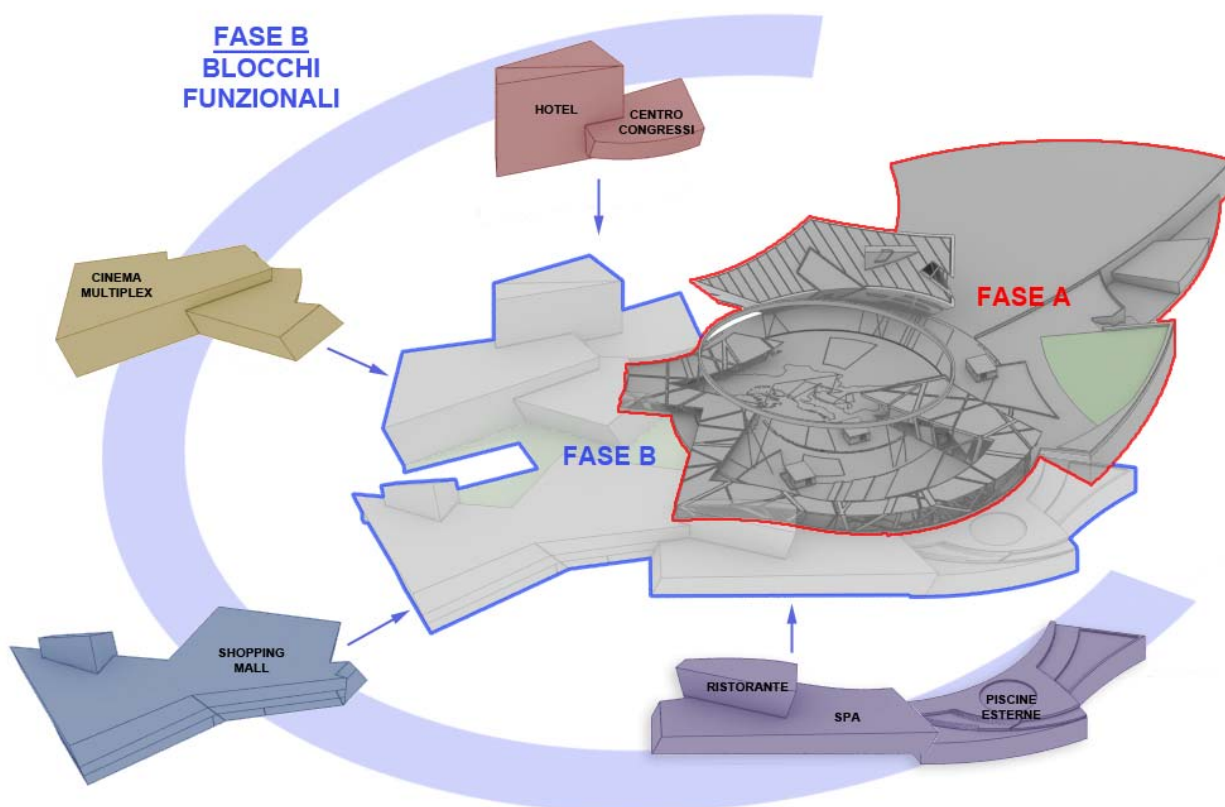 FASE B
BLOCCHI
FUNZIONALI
HOTEL
CENTRO
CONGRESSI
CINEMA
MULTIPLEX
FASE A
FASE B
SHOPPING
MALL
RISTORANTE
SPA
PISCINE
ESTERNE